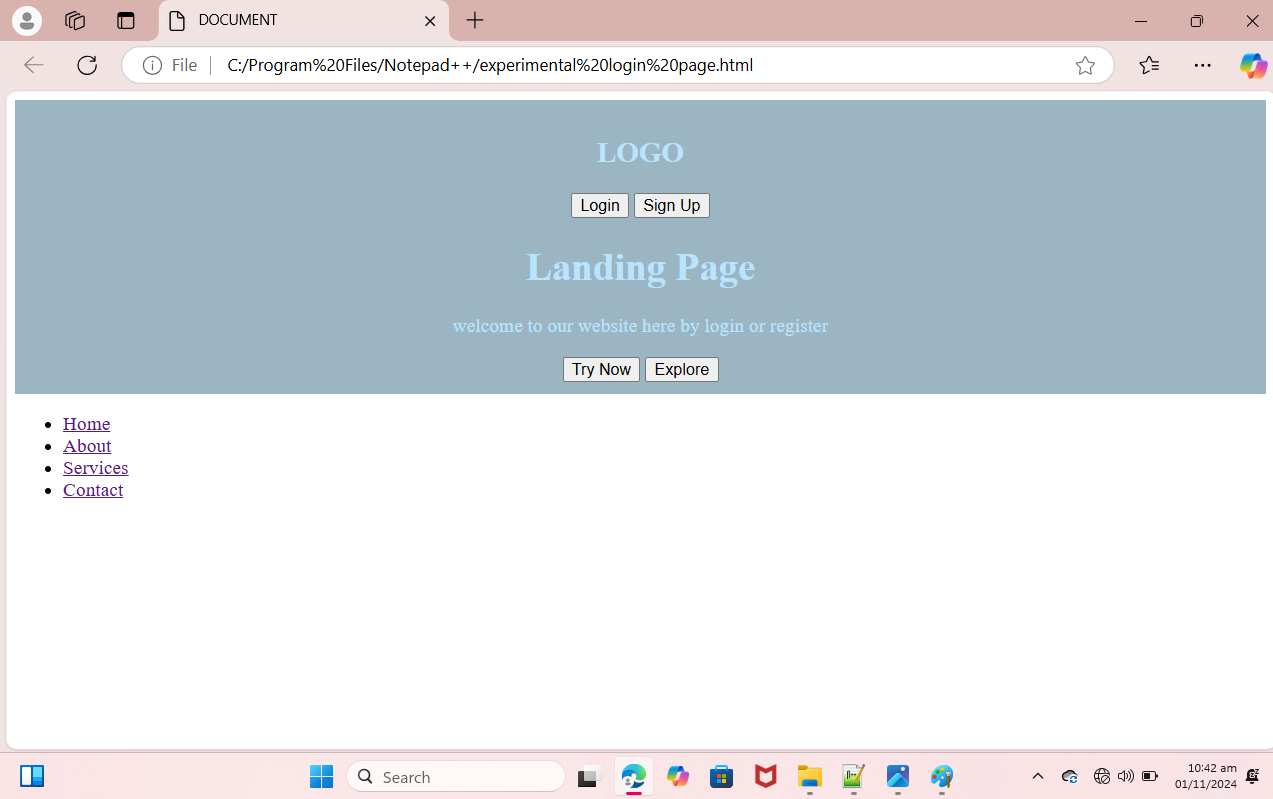 DOCUMENT
File C:/Program%20Files/Notepad++/experimental%20login%20page.html
LOGO
Login Sign Up
Landing Page
welcome to our website here by login or register
Try Now Explore
Home
About
Services
Contact
Search
10:42 am
01/11/2024